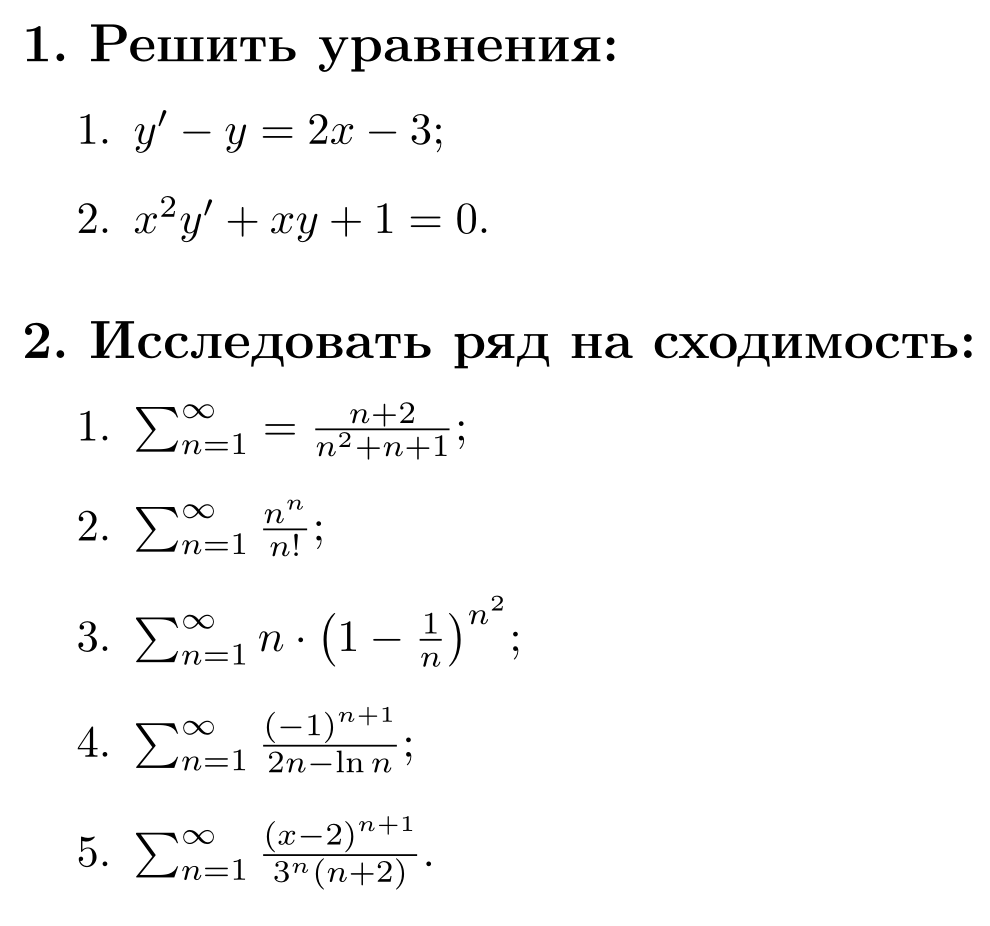 1. Решить уравнения:
1. y′ − y = 2x − 3;
2. x²y′ + xy + 1 = 0.
2. Исследовать ряд на сходимость:
1. $\sum_{n=1}^{\infty} = \frac{n+2}{n^2+n+1}$;
2. $\sum_{n=1}^{\infty} \frac{n^n}{n!}$;
3. $\sum_{n=1}^{\infty} n \cdot \left(1 - \frac{1}{n}\right)^{n^2}$;
4. $\sum_{n=1}^{\infty} \frac{(-1)^{n+1}}{2n - \ln n}$;
5. $\sum_{n=1}^{\infty} \frac{(x-2)^{n+1}}{3^n(n+2)}$.